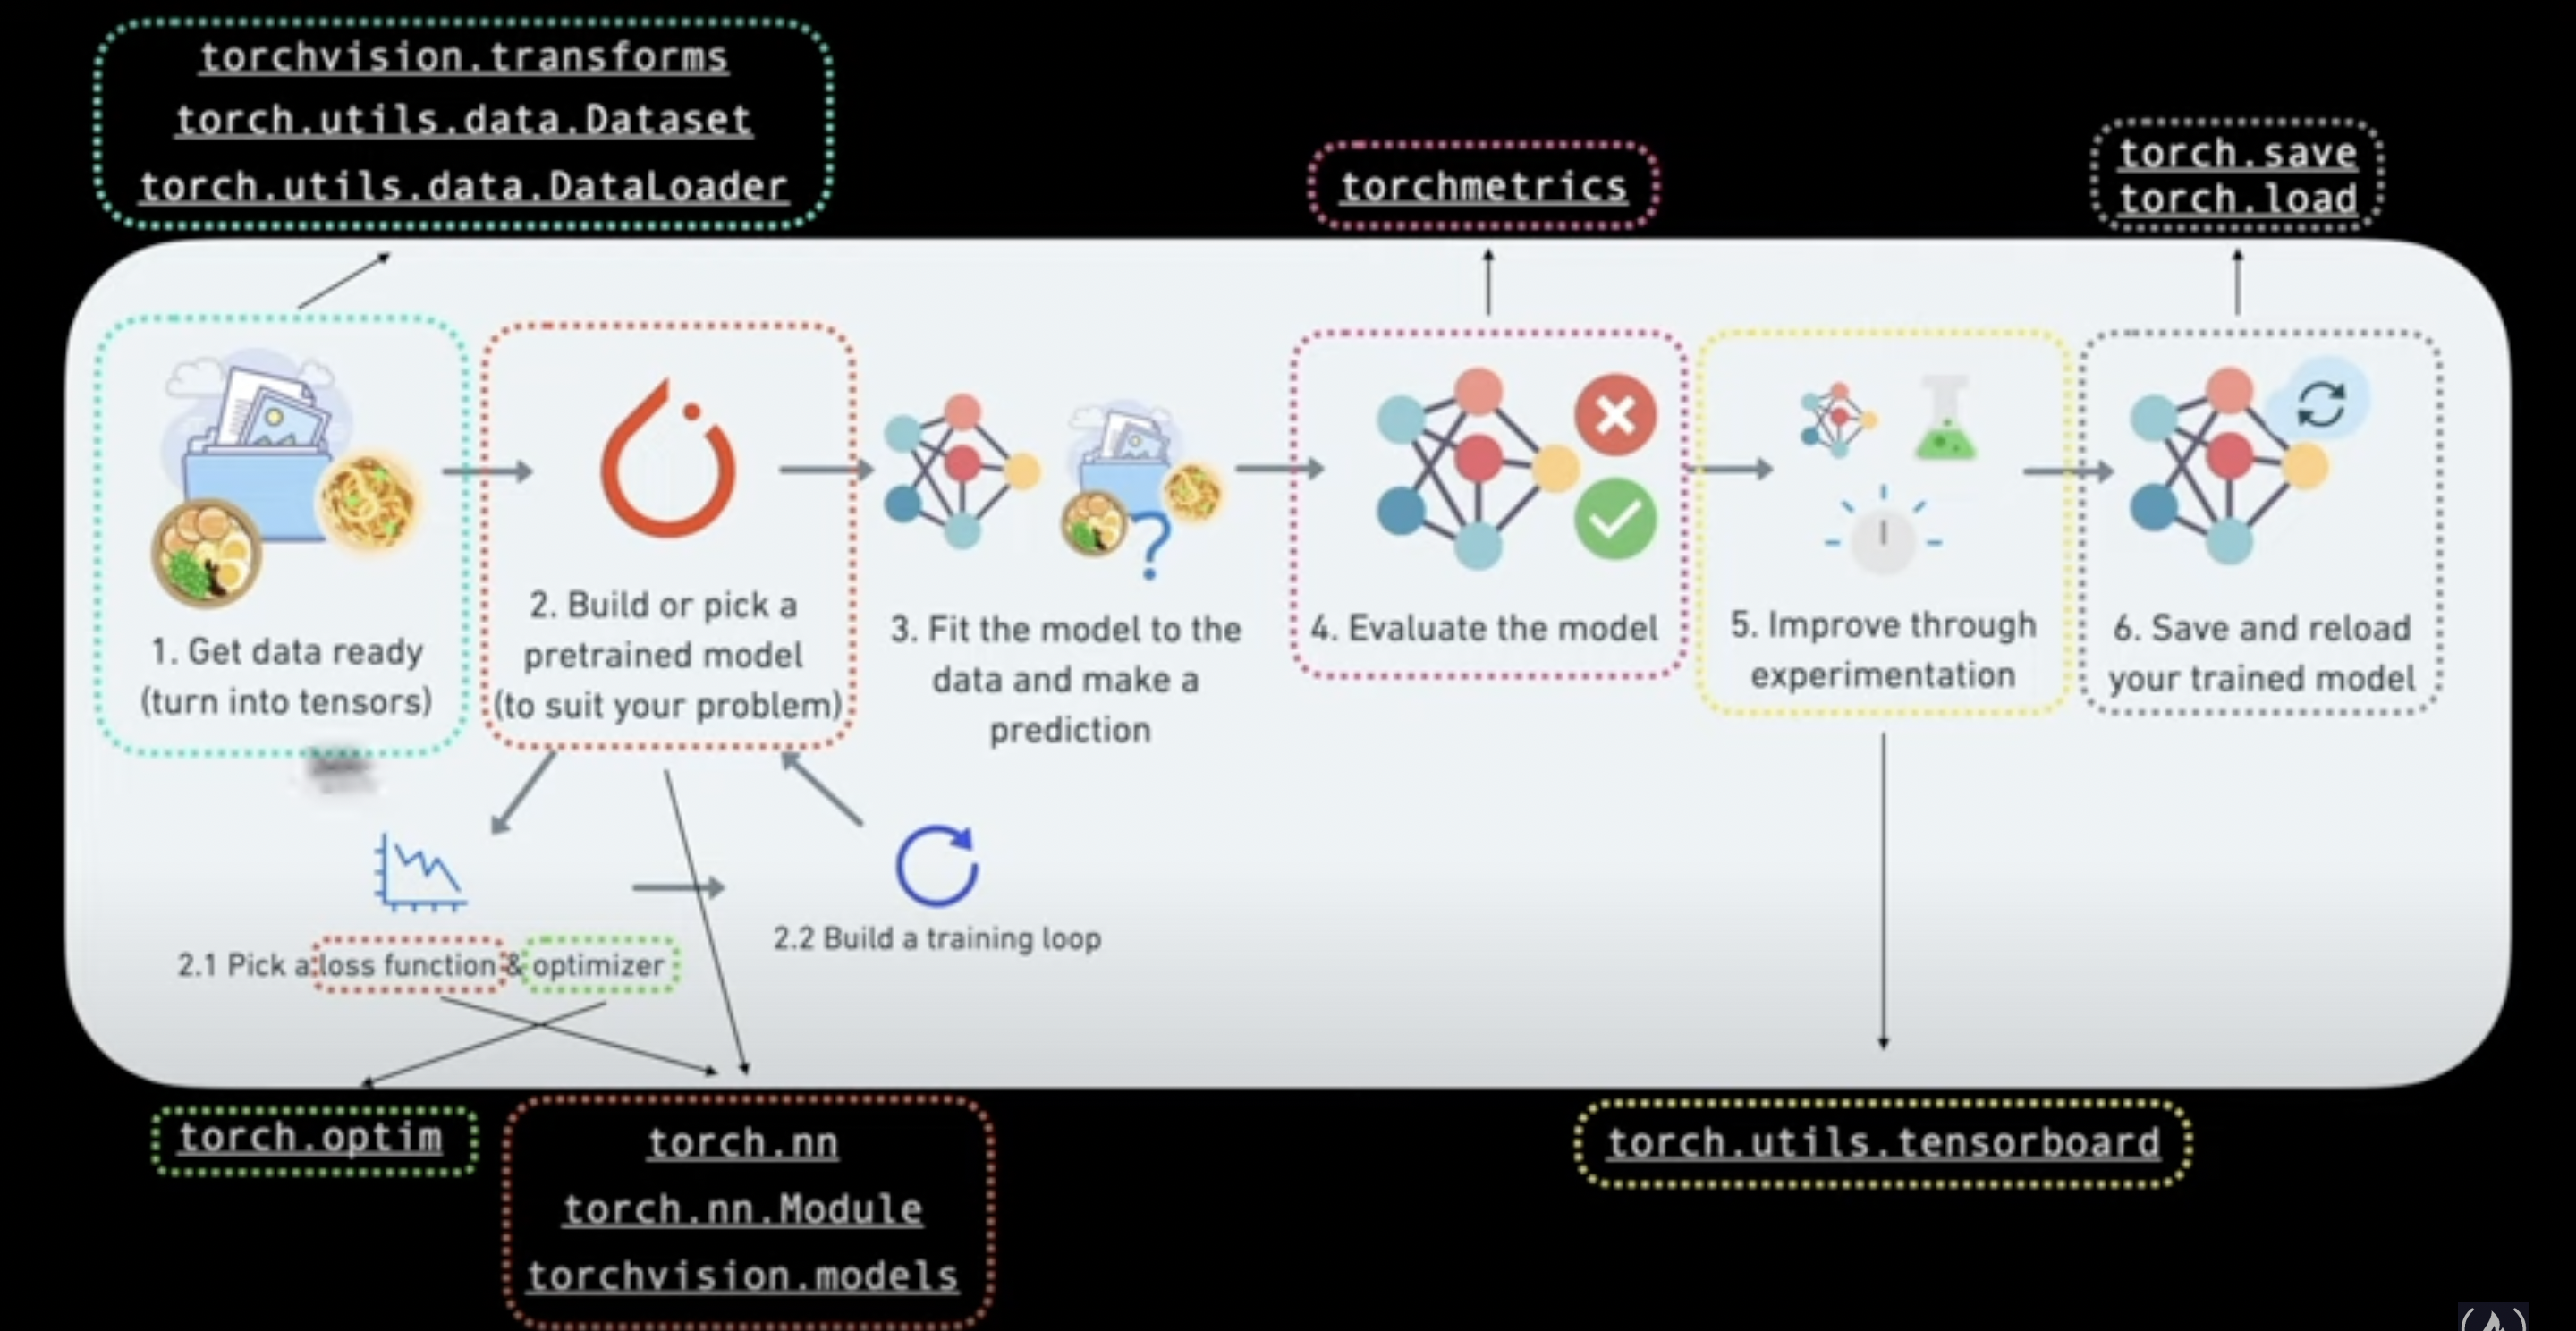 torchvision.transforms
torch.utils.data.Dataset
torch.utils.data.DataLoader
torchmetrics
torch.save
torch.load
1. Get data ready
(turn into tensors)
2. Build or pick a
pretrained model
(to suit your problem)
3. Fit the model to the
data and make a
prediction
4. Evaluate the model
5. Improve through
experimentation
6. Save and reload
your trained model
2.1 Pick a loss function & optimizer
2.2 Build a training loop
torch.optim
torch.nn
torch.nn.Module
torchvision.models
torch.utils.tensorboard